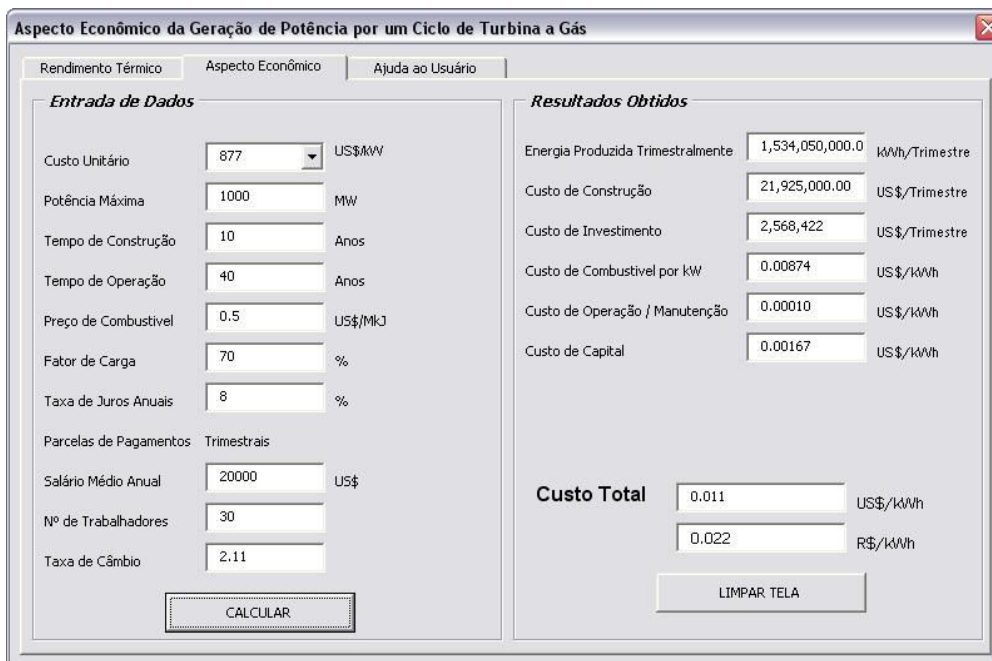 Aspecto Econômico da Geração de Potência por um Ciclo de Turbina a Gás
Rendimento Térmico Aspecto Econômico Ajuda ao Usuário
Entrada de Dados
Custo Unitário 877 US$/kW
Potência Máxima 1000 MW
Tempo de Construção 10 Anos
Tempo de Operação 40 Anos
Preço de Combustivel 0.5 US$/MkJ
Fator de Carga 70 %
Taxa de Juros Anuais 8 %
Parcelas de Pagamentos Trimestrais
Salário Médio Anual 20000 US$
Nº de Trabalhadores 30
Taxa de Câmbio 2.11
CALCULAR
Resultados Obtidos
Energia Produzida Trimestralmente 1,534,050,000.0 kWh/Trimestre
Custo de Construção 21,925,000.00 US$/Trimestre
Custo de Investimento 2,568,422 US$/Trimestre
Custo de Combustivel por kW 0.00874 US$/kWh
Custo de Operação / Manutenção 0.00010 US$/kWh
Custo de Capital 0.00167 US$/kWh
Custo Total 0.011 US$/kWh
0.022 R$/kWh
LIMPAR TELA